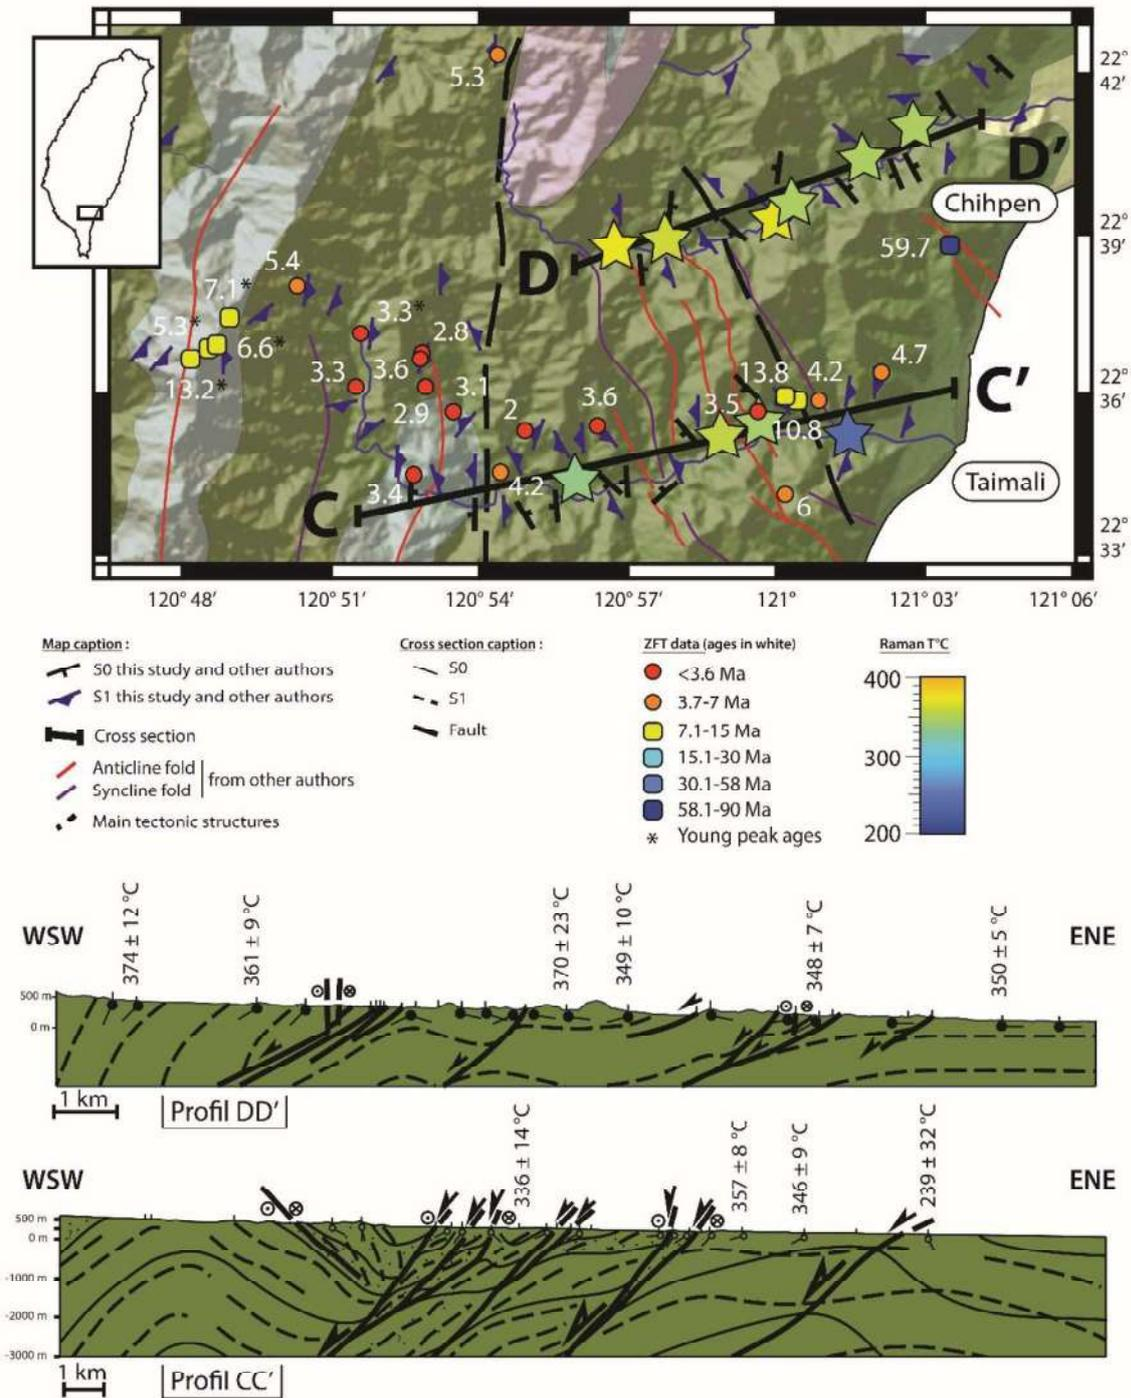 5.3
22°
42'
D'
Chihpen
22°
39'
59.7
D
5.4
7.1*
5.3*
6.6*
13.2*
3.3*
2.8
3.6
3.3
3.1
2.9
2
3.6
3.5
13.8
4.2
4.7
10.8
22°
36'
C'
Taimali
6
4.2
3.4
C
22°
33'
120° 48'
120° 51'
120° 54'
120° 57'
121°
121° 03'
121° 06'
Map caption :
S0 this study and other authors
S1 this study and other authors
Cross section
Anticline fold
Syncline fold
from other authors
Main tectonic structures
Cross section caption :
S0
S1
Fault
ZFT data (ages in white)
<3.6 Ma
3.7-7 Ma
7.1-15 Ma
15.1-30 Ma
30.1-58 Ma
58.1-90 Ma
* Young peak ages
Raman T°C
400
300
200
WSW
374 ± 12 °C
361 ± 9 °C
370 ± 23 °C
349 ± 10 °C
348 ± 7 °C
350 ± 5 °C
ENE
500 m
0 m
1 km
Profil DD'
WSW
336 ± 14 °C
357 ± 8 °C
346 ± 9 °C
239 ± 32 °C
ENE
500 m
0 m
-1000 m
-2000 m
-3000 m
1 km
Profil CC'